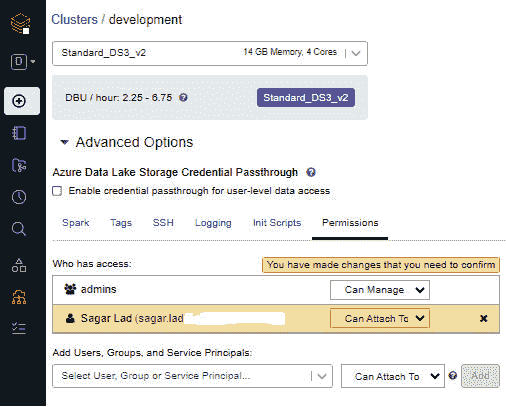 Clusters / development
Standard_DS3_v2 14 GB Memory, 4 Cores
DBU / hour: 2.25 - 6.75 ? Standard_DS3_v2
Advanced Options
Azure Data Lake Storage Credential Passthrough ?
Enable credential passthrough for user-level data access
Spark Tags SSH Logging Init Scripts Permissions
Who has access: You have made changes that you need to confirm
admins Can Manage
Sagar Lad (sagar.lad Can Attach To
Add Users, Groups, and Service Principals:
Select User, Group or Service Principal... Can Attach To ? Add